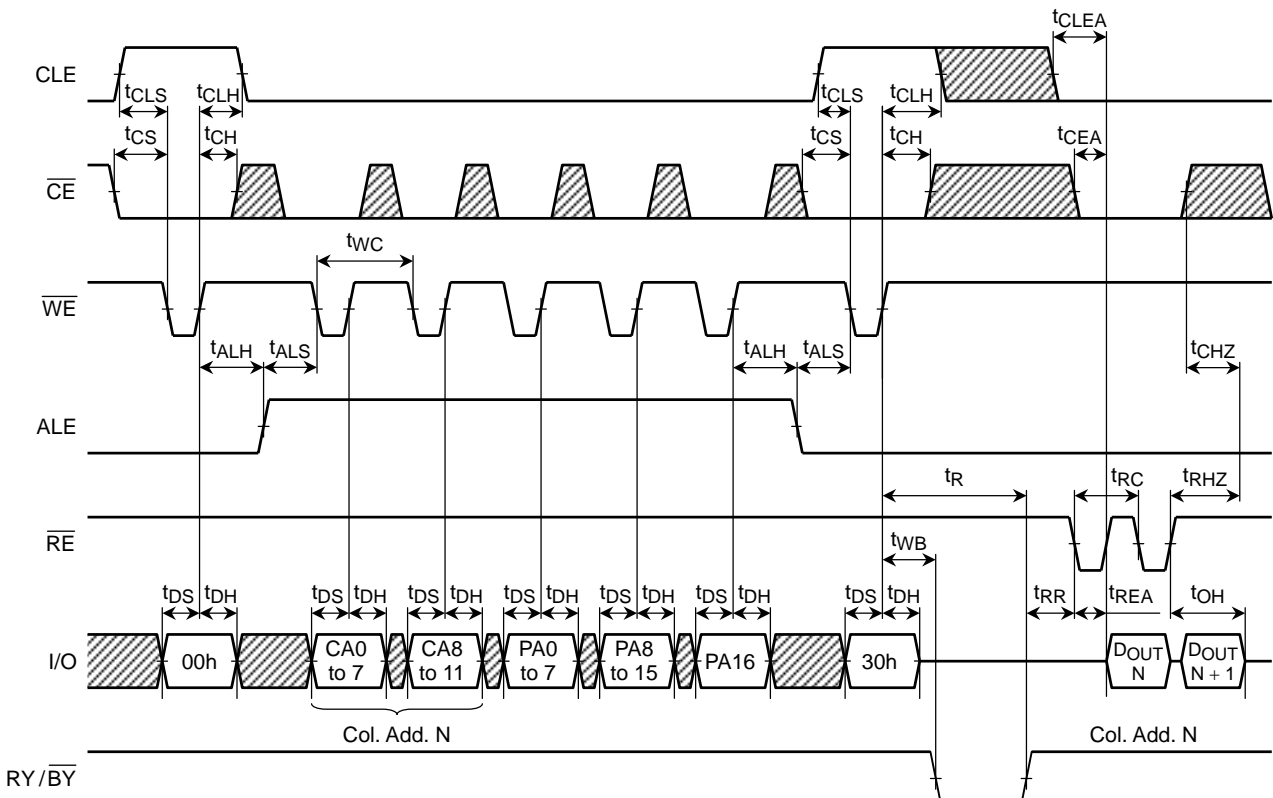 tCLEA
CLE
tCLS tCLH tCLS tCLH
tCS tCH tCS tCH tCEA
CE
tWC
WE
tALH tALS tALH tALS tCHZ
ALE
tR tRC tRHZ
RE
tWB
tDS tDH tDS tDH tDS tDH tDS tDH tDS tDH tDS tDH tDS tDH tRR tREA tOH
I/O 00h CA0 to 7 CA8 to 11 PA0 to 7 PA8 to 15 PA16 30h DOUT N DOUT N + 1
Col. Add. N Col. Add. N
RY/BY